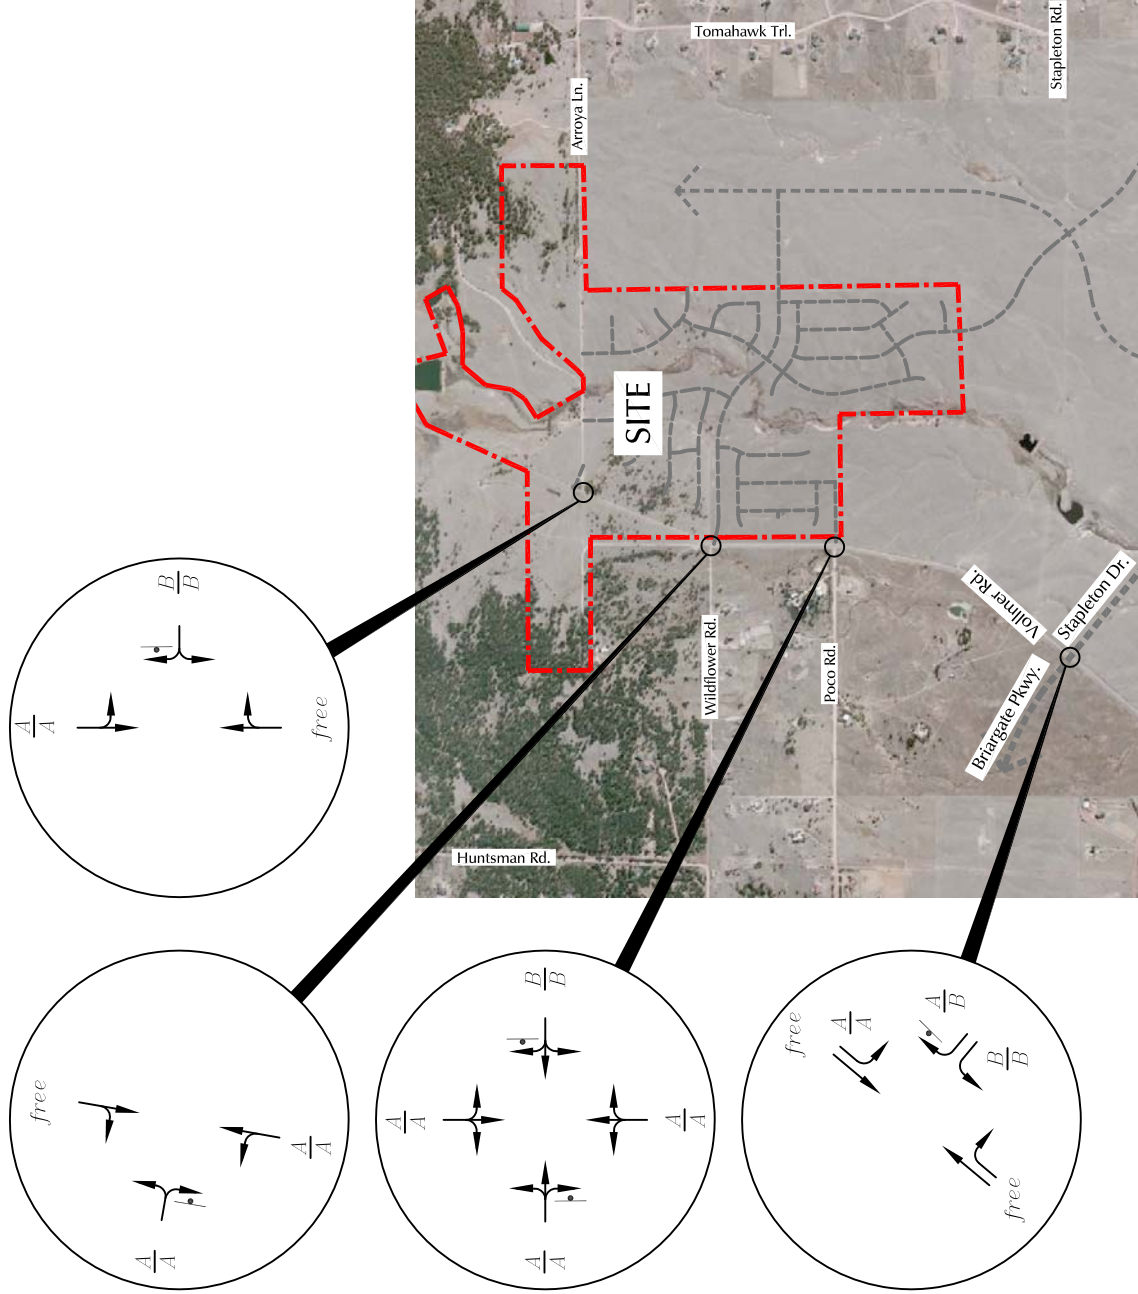 Tomahawk Trl.
Stapleton Rd.
Arroya Ln.
SITE
B
B
A
A
free
Vollmer Rd.
Stapleton Dr.
Wildflower Rd.
Poco Rd.
Briargate Pkwy.
Huntsman Rd.
free
A
A
A
A
B
B
A
A
A
A
A
A
free
A
A
A
B
B
B
free